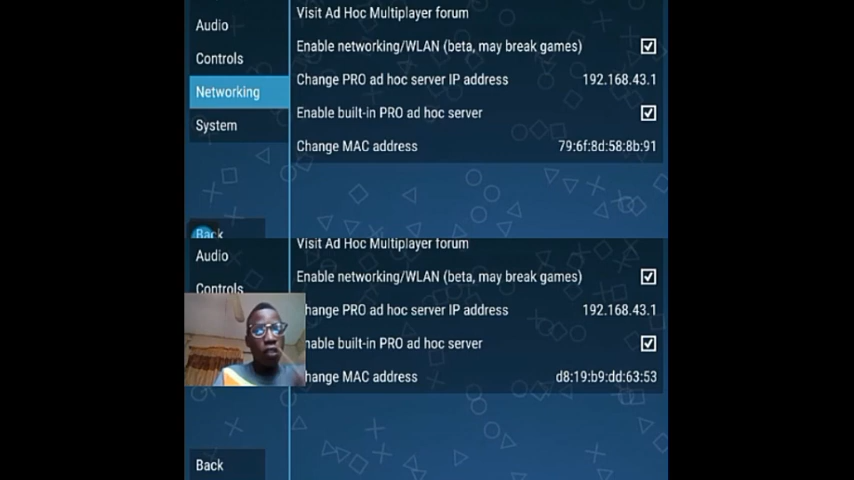 Visit Ad Hoc Multiplayer forum
Audio
Enable networking/WLAN (beta, may break games)
Controls
Change PRO ad hoc server IP address 192.168.43.1
Networking
Enable built-in PRO ad hoc server
System
Change MAC address 79:6f:8d:58:8b:91
Back
Visit Ad Hoc Multiplayer forum
Audio
Enable networking/WLAN (beta, may break games)
Controls
hange PRO ad hoc server IP address 192.168.43.1
nable built-in PRO ad hoc server
hange MAC address d8:19:b9:dd:63:53
Back